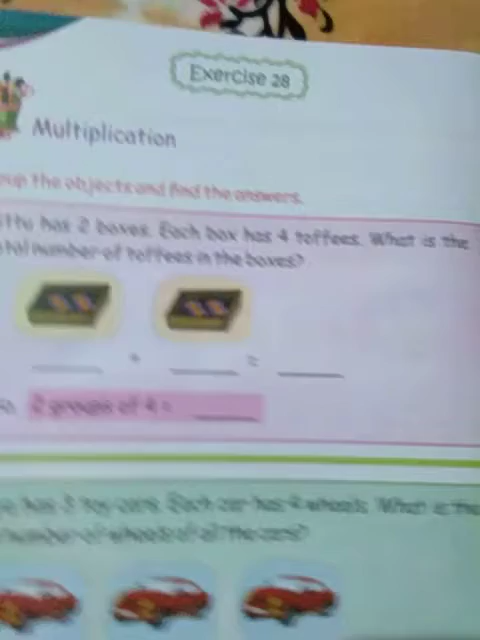 Exercise 28
Multiplication
the objects and find the answers.
has 2 boxes. Each box has 4 toffees. What is the
number of toffees in the boxes?
+ =
2 groups of 4 =
has 3 toy cars. Each car has 4 wheels. What is the
number of wheels of all the cars?